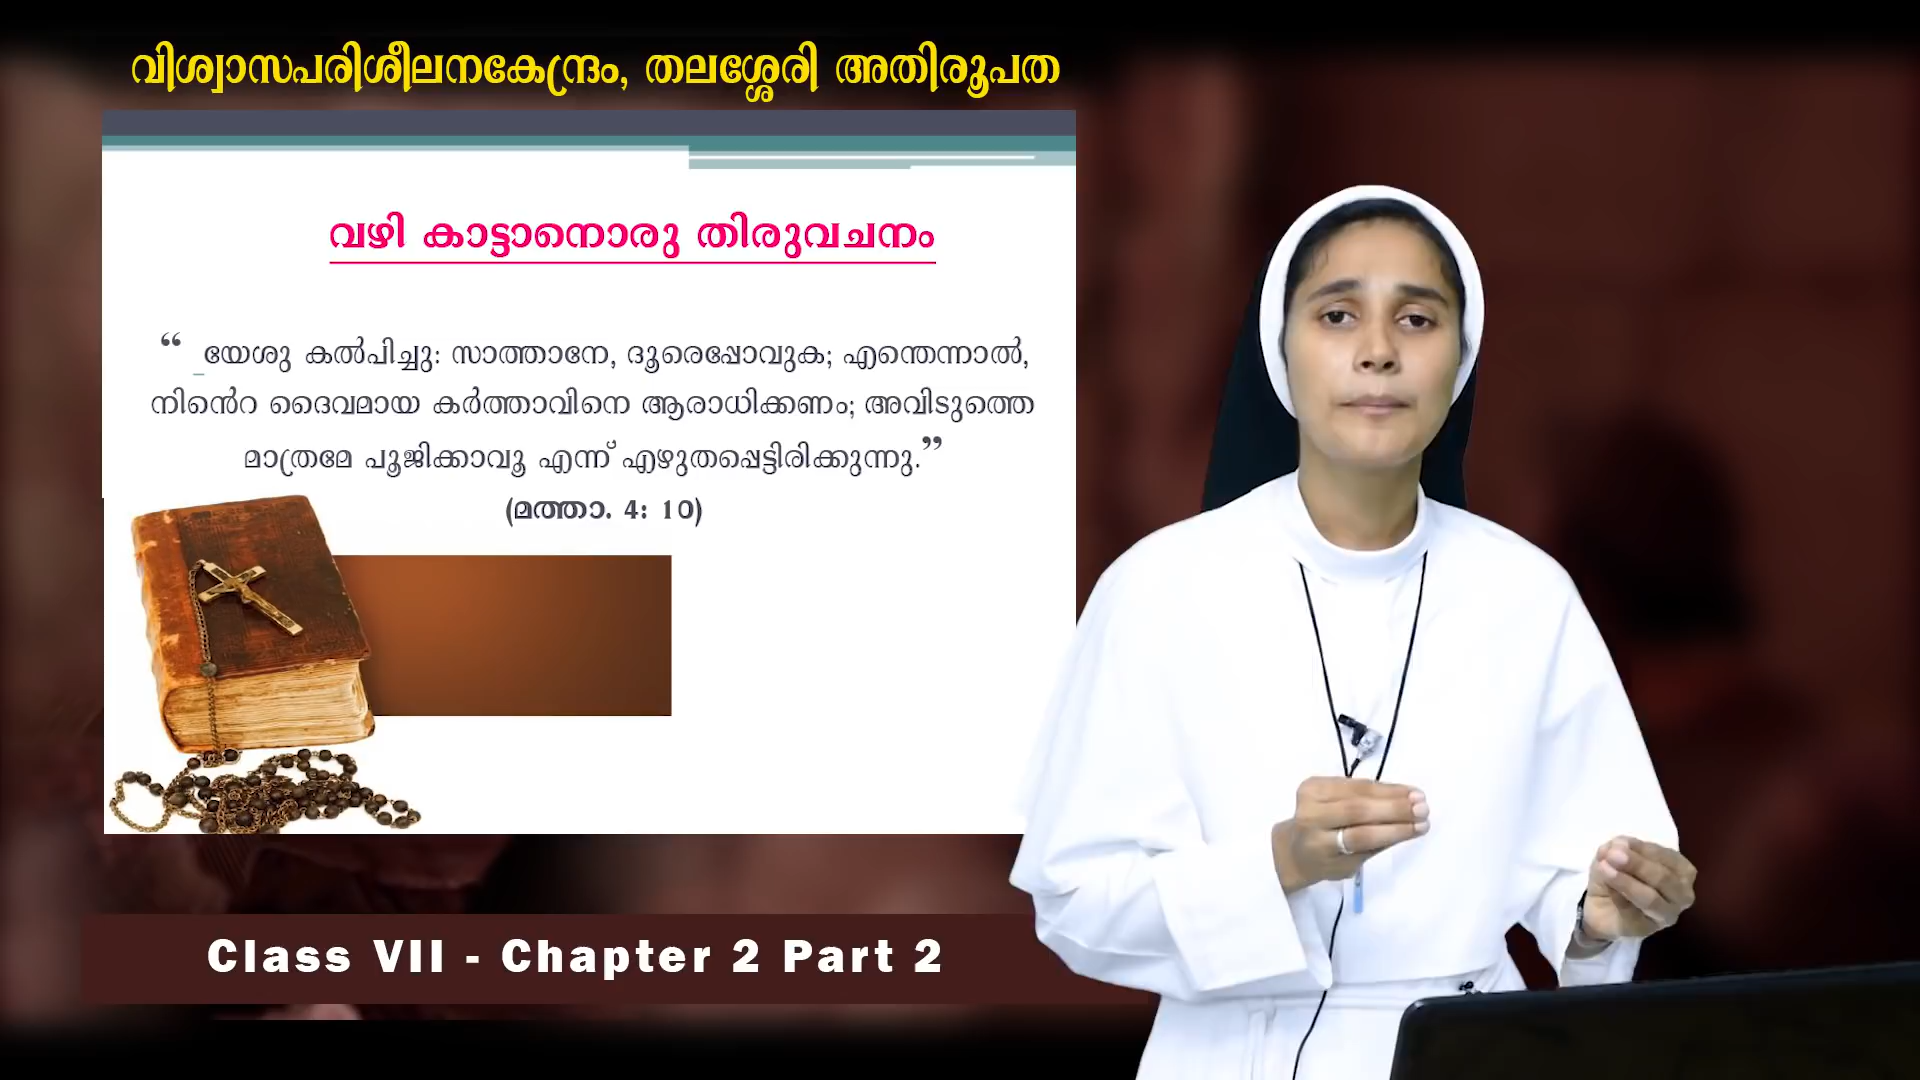 വിശ്വാസപരിശീലനകേന്ദ്രം, തലശ്ശേരി അതിരൂപത
വഴി കാട്ടാനൊരു തിരുവചനം
“ യേശു കൽപിച്ചു: സാത്താനേ, ദൂരെപ്പോവുക; എന്തെന്നാൽ,
നിൻെറ ദൈവമായ കർത്താവിനെ ആരാധിക്കണം; അവിടുത്തെ
മാത്രമേ പൂജിക്കാവൂ എന്ന് എഴുതപ്പെട്ടിരിക്കുന്നു.”
(മത്താ. 4: 10)
Class VII - Chapter 2 Part 2